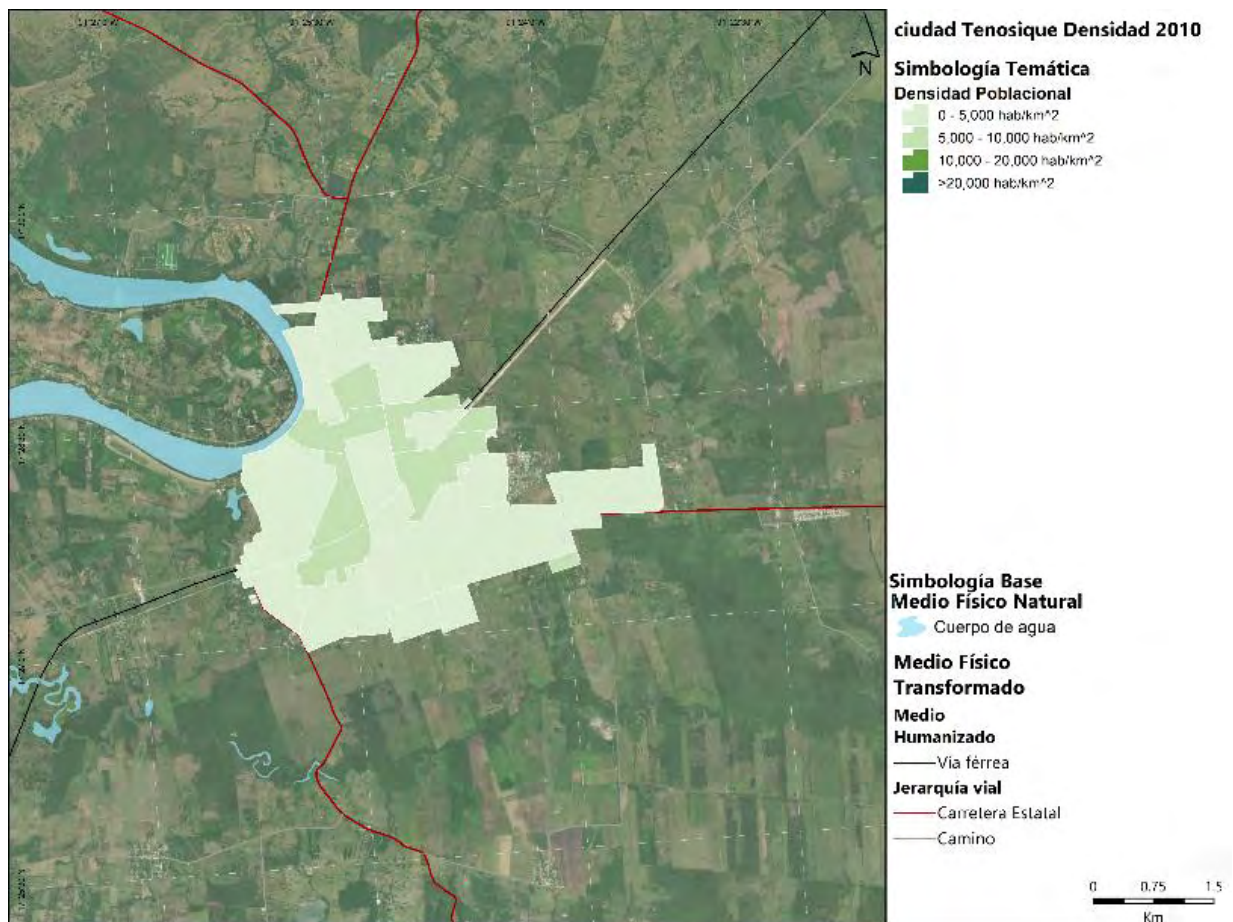 ciudad Tenosique Densidad 2010
N
Simbología Temática
Densidad Poblacional
0 - 5,000 hab/km^2
5,000 - 10,000 hab/km^2
10,000 - 20,000 hab/km^2
>20,000 hab/km^2
Simbología Base
Medio Físico Natural
Cuerpo de agua
Medio Físico
Transformado
Medio
Humanizado
Vía férrea
Jerarquía vial
Carretera Estatal
Camino
0 0.75 1.5
Km